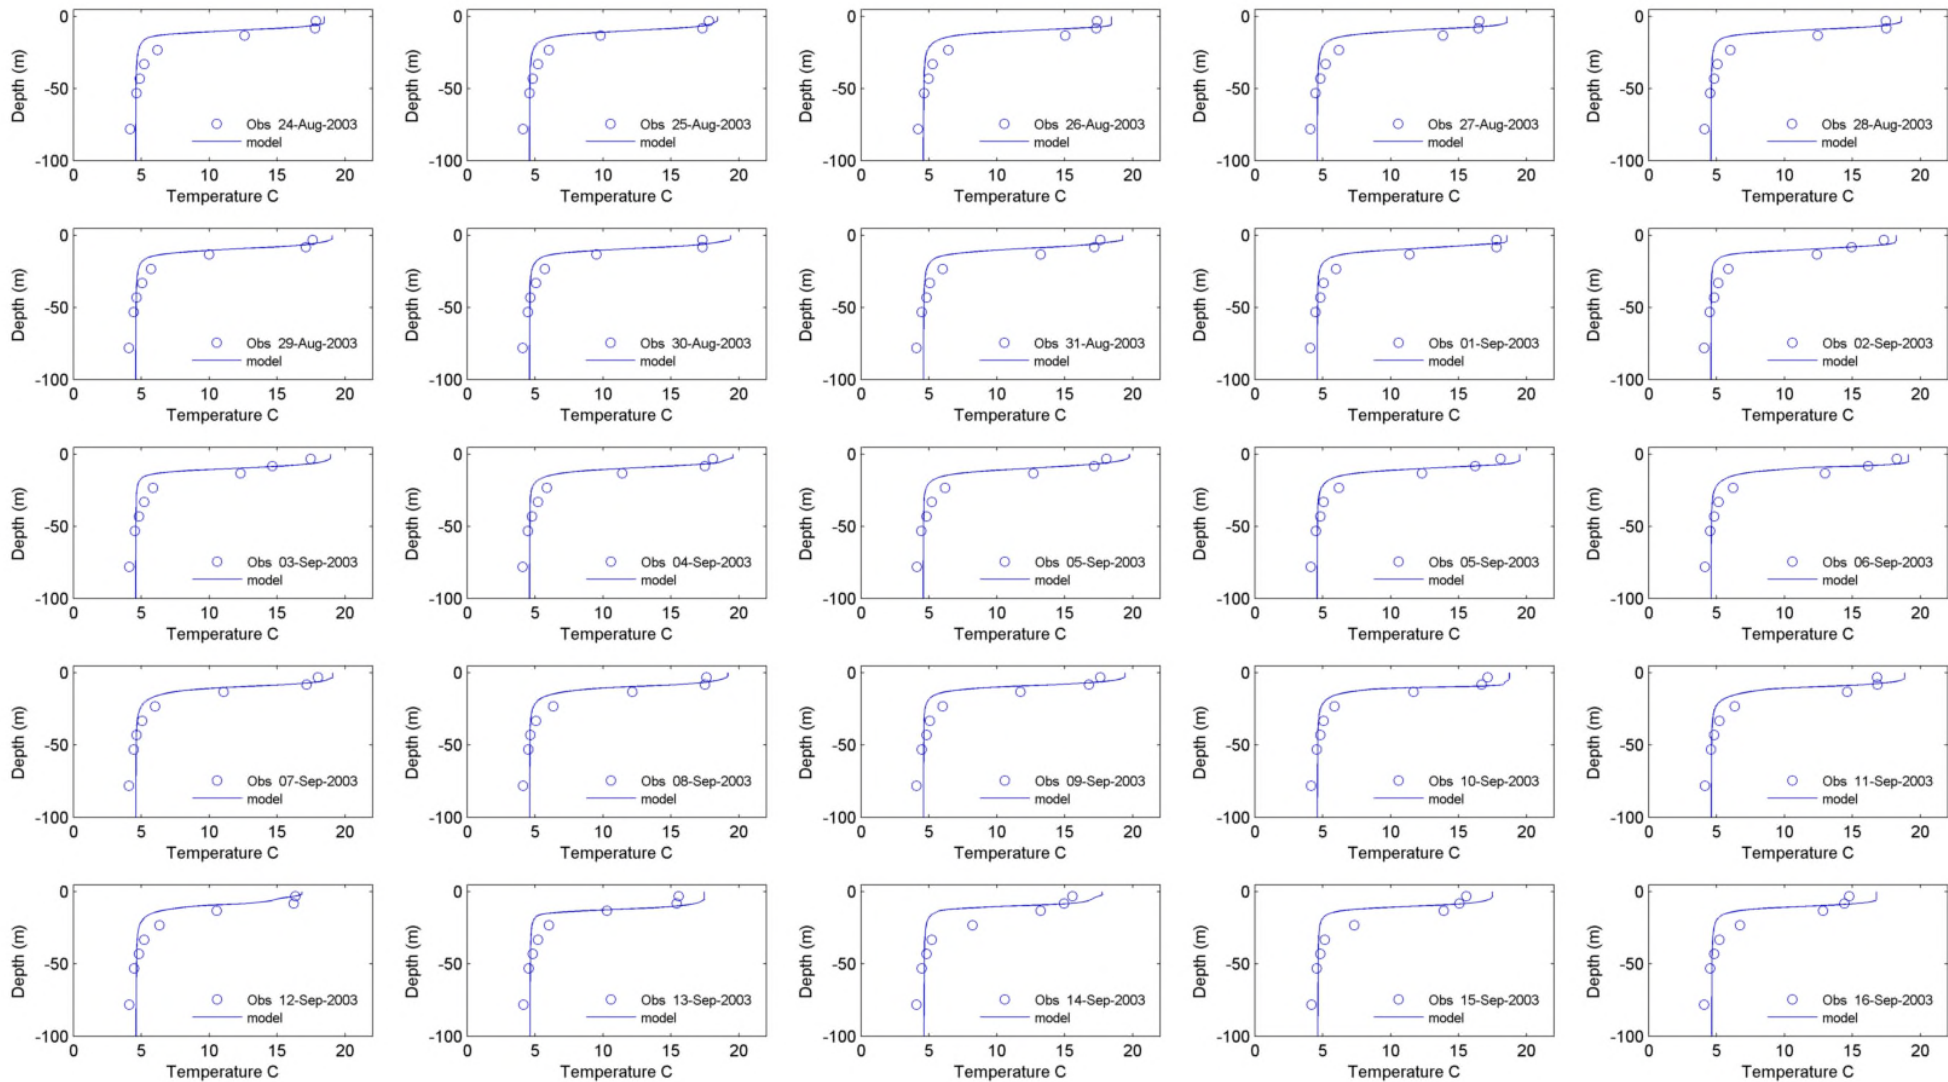 0
-50
-100
Depth (m)
Obs 24-Aug-2003
model
0 5 10 15 20
Temperature C
0
-50
-100
Depth (m)
Obs 25-Aug-2003
model
0 5 10 15 20
Temperature C
0
-50
-100
Depth (m)
Obs 26-Aug-2003
model
0 5 10 15 20
Temperature C
0
-50
-100
Depth (m)
Obs 27-Aug-2003
model
0 5 10 15 20
Temperature C
0
-50
-100
Depth (m)
Obs 28-Aug-2003
model
0 5 10 15 20
Temperature C
0
-50
-100
Depth (m)
Obs 29-Aug-2003
model
0 5 10 15 20
Temperature C
0
-50
-100
Depth (m)
Obs 30-Aug-2003
model
0 5 10 15 20
Temperature C
0
-50
-100
Depth (m)
Obs 31-Aug-2003
model
0 5 10 15 20
Temperature C
0
-50
-100
Depth (m)
Obs 01-Sep-2003
model
0 5 10 15 20
Temperature C
0
-50
-100
Depth (m)
Obs 02-Sep-2003
model
0 5 10 15 20
Temperature C
0
-50
-100
Depth (m)
Obs 03-Sep-2003
model
0 5 10 15 20
Temperature C
0
-50
-100
Depth (m)
Obs 04-Sep-2003
model
0 5 10 15 20
Temperature C
0
-50
-100
Depth (m)
Obs 05-Sep-2003
model
0 5 10 15 20
Temperature C
0
-50
-100
Depth (m)
Obs 05-Sep-2003
model
0 5 10 15 20
Temperature C
0
-50
-100
Depth (m)
Obs 06-Sep-2003
model
0 5 10 15 20
Temperature C
0
-50
-100
Depth (m)
Obs 07-Sep-2003
model
0 5 10 15 20
Temperature C
0
-50
-100
Depth (m)
Obs 08-Sep-2003
model
0 5 10 15 20
Temperature C
0
-50
-100
Depth (m)
Obs 09-Sep-2003
model
0 5 10 15 20
Temperature C
0
-50
-100
Depth (m)
Obs 10-Sep-2003
model
0 5 10 15 20
Temperature C
0
-50
-100
Depth (m)
Obs 11-Sep-2003
model
0 5 10 15 20
Temperature C
0
-50
-100
Depth (m)
Obs 12-Sep-2003
model
0 5 10 15 20
Temperature C
0
-50
-100
Depth (m)
Obs 13-Sep-2003
model
0 5 10 15 20
Temperature C
0
-50
-100
Depth (m)
Obs 14-Sep-2003
model
0 5 10 15 20
Temperature C
0
-50
-100
Depth (m)
Obs 15-Sep-2003
model
0 5 10 15 20
Temperature C
0
-50
-100
Depth (m)
Obs 16-Sep-2003
model
0 5 10 15 20
Temperature C